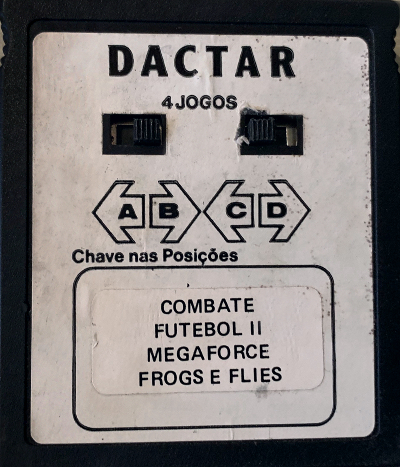 DACTAR
4 JOGOS
A B C D
Chave nas Posições
COMBATE
FUTEBOL II
MEGAFORCE
FROGS E FLIES